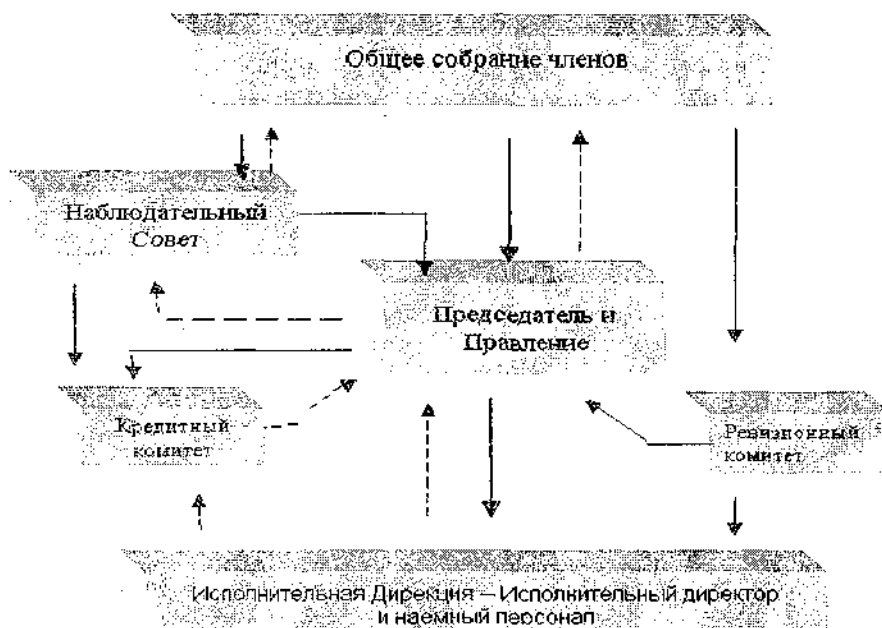 Общее собрание членов
Наблюдательный
Совет
Председатель и
Правление
Кредитный
комитет
Ревизионный
комитет
Исполнительная Дирекция – Исполнительный директор
и наемный персонал